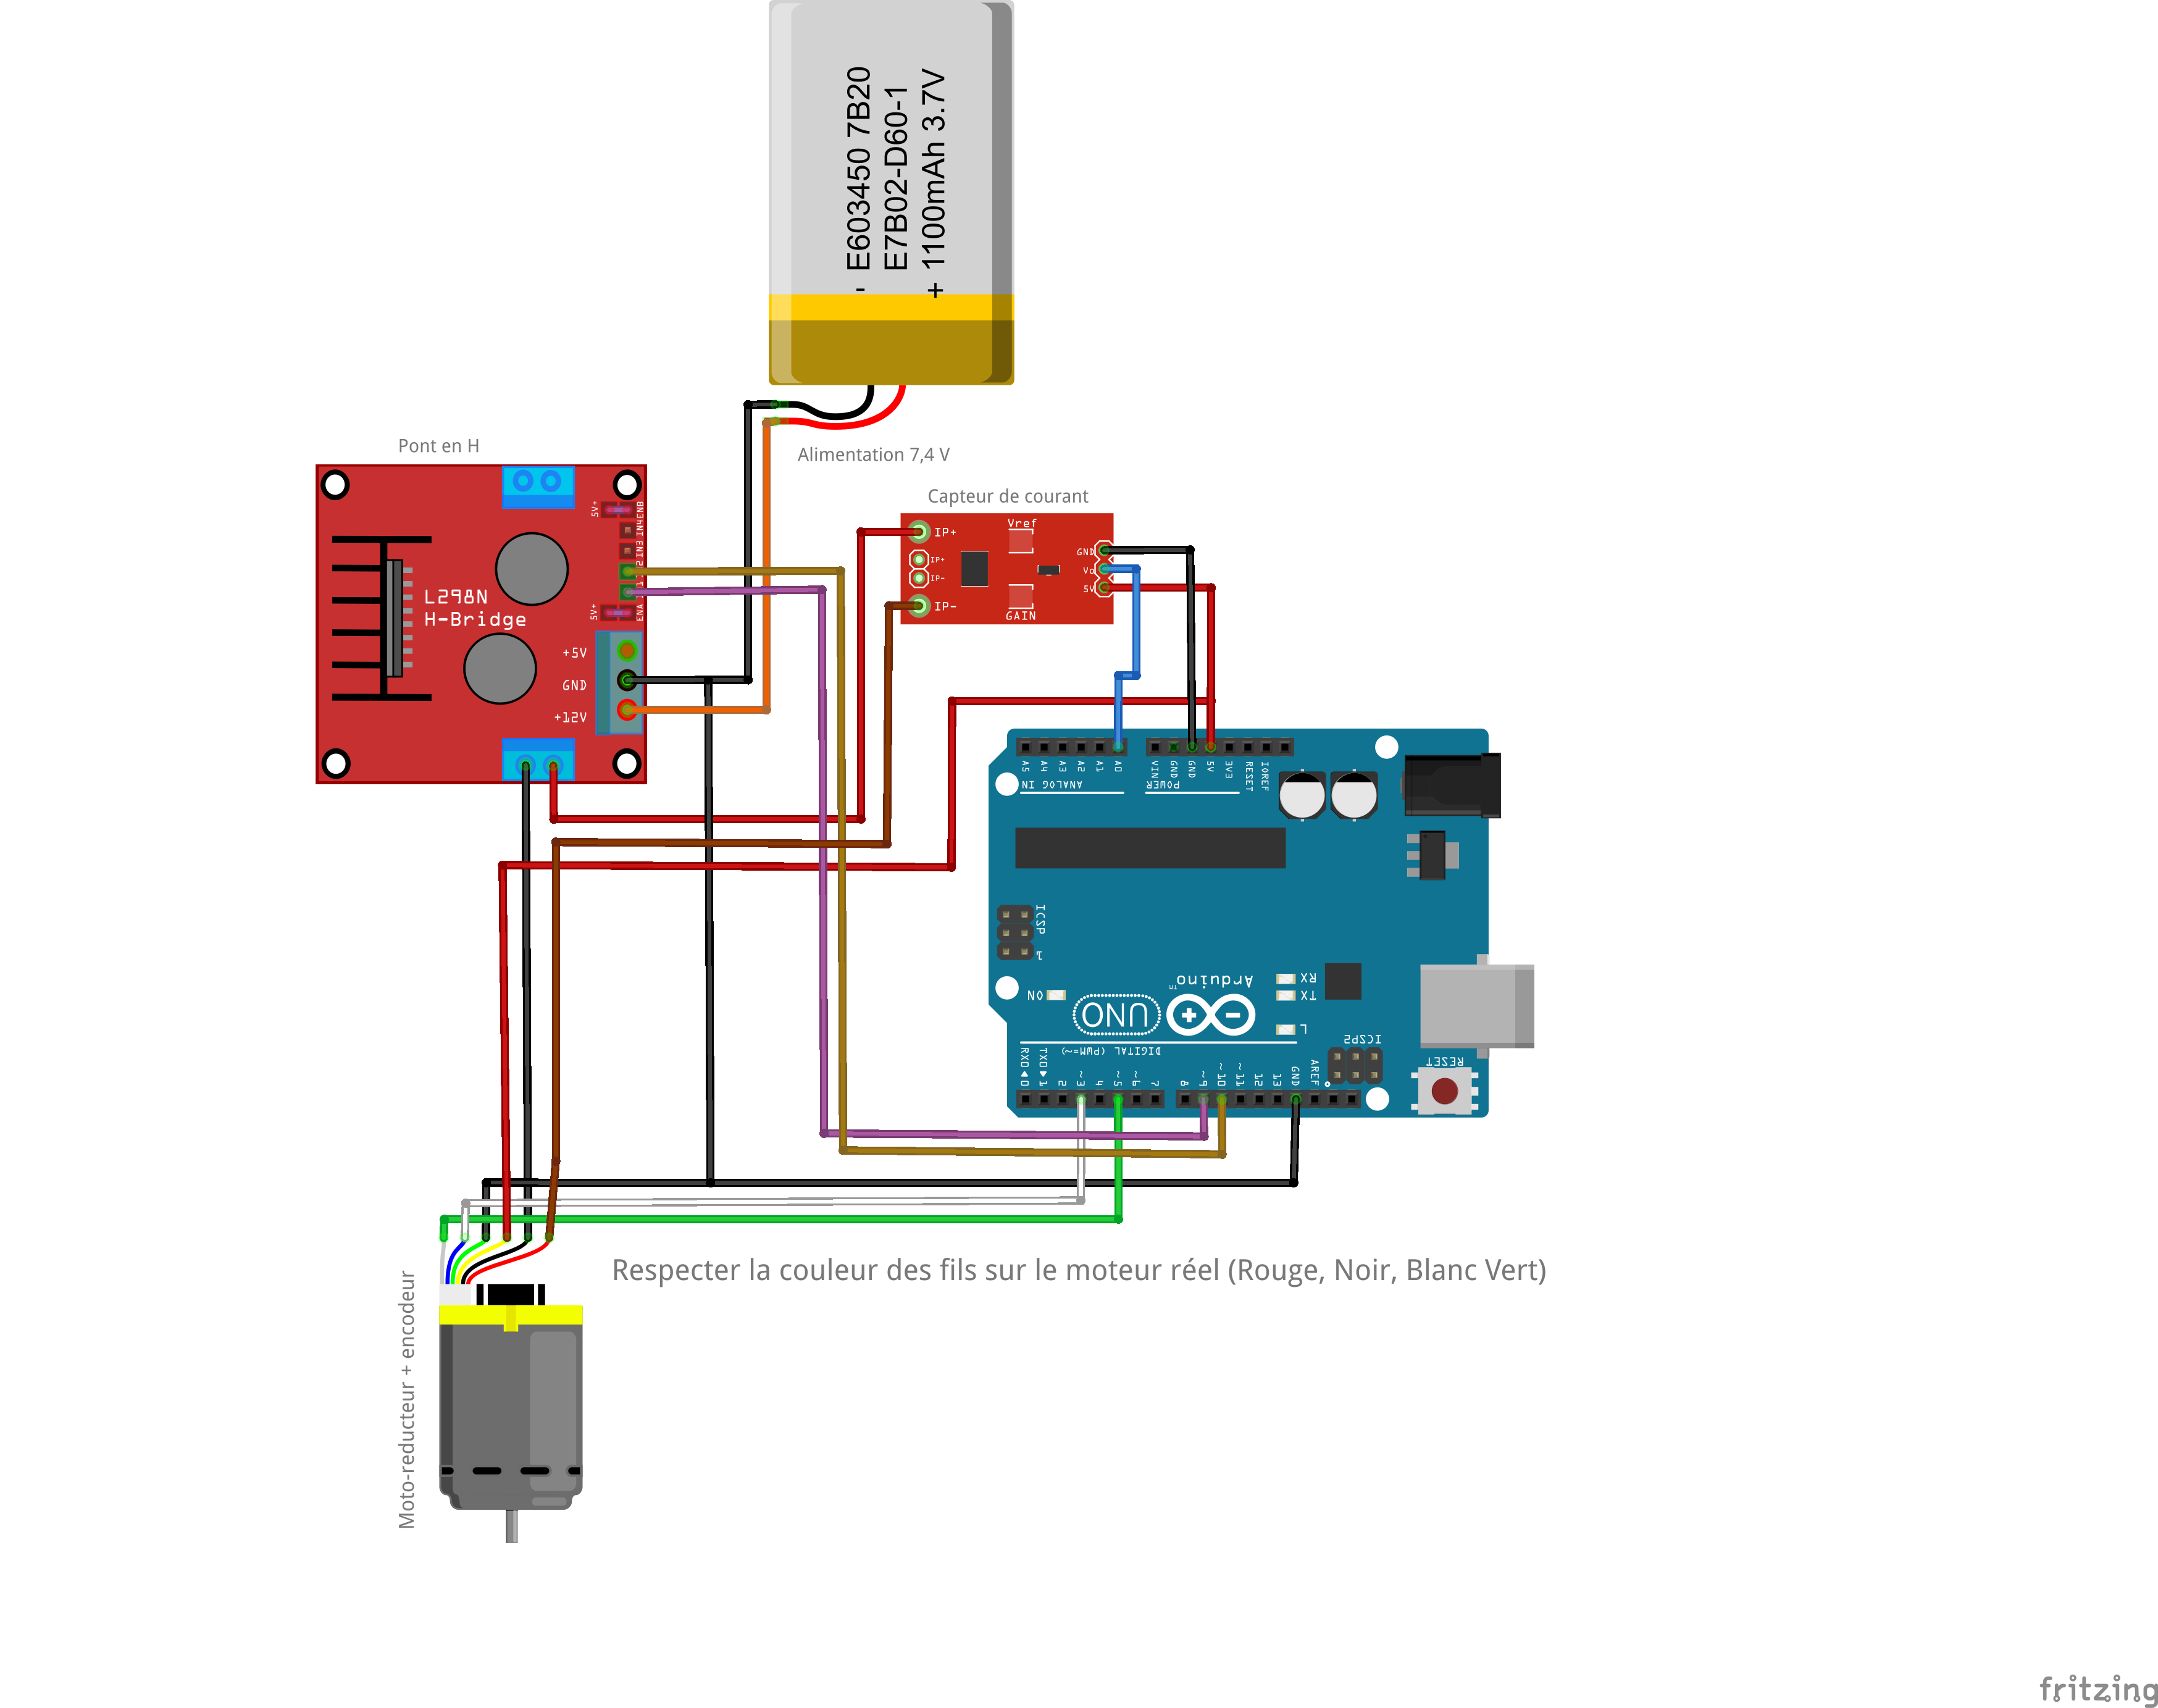 E603450 7B20
E7B02-D60-1
1100mAh 3.7V
-
+
Pont en H
Alimentation 7,4 V
Capteur de courant
5V+
ENB
IN4
IN3
L298N
H-Bridge
5V+
ENA
+5V
GND
+12V
Vref
IP+
IP+
IP-
IP-
GND
5V
GAIN
A5
A4
A3
A2
A1
A0
VIN
GND
GND
5V
3V3
RESET
IOREF
ANALOG IN
POWER
ICSP
1
Arduino
TM
UNO
ON
RX
TX
L
ICSP2
RESET
DIGITAL (PWM=~)
RX0 ◀ 0
TX0 ▶ 1
2
~3
4
~5
~6
7
8
~9
~10
~11
12
13
GND
AREF
Respecter la couleur des fils sur le moteur réel (Rouge, Noir, Blanc Vert)
Moto-reducteur + encodeur
fritzing